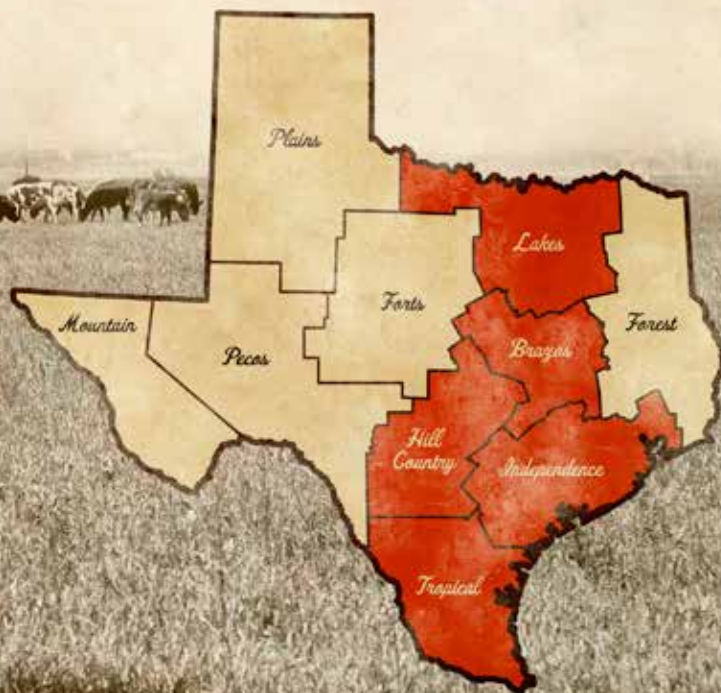 Plains
Lakes
Forts
Mountain
Forest
Pecos
Brazos
Hill
Country
Independence
Tropical